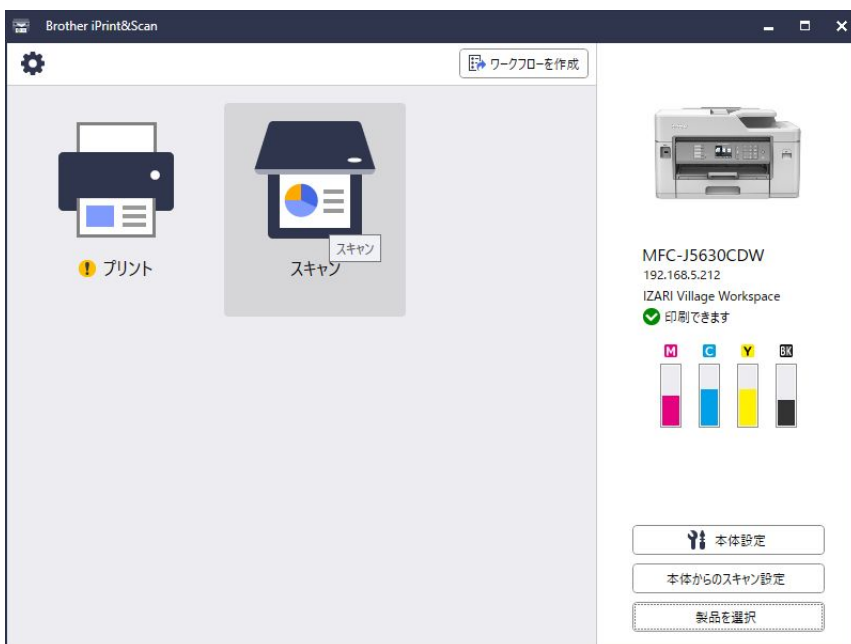 Brother iPrint&Scan
ワークフローを作成
プリント
スキャン
スキャン
MFC-J5630CDW
192.168.5.212
IZARI Village Workspace
印刷できます
M C Y BK
本体設定
本体からのスキャン設定
製品を選択